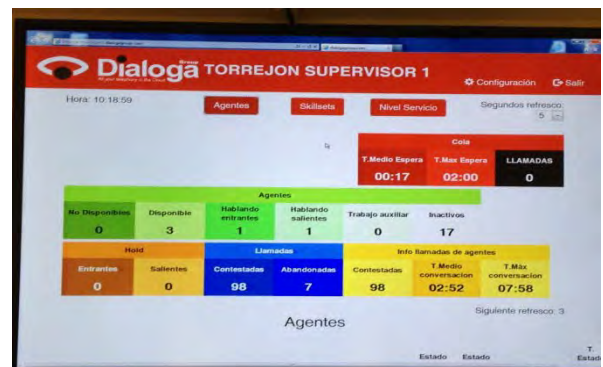 Dialoga Group TORREJON SUPERVISOR 1
Configuración Salir
Hora: 10:18:59
Agentes Skillsets Nivel Servicio
Segundos refresco:
5
Cola
T.Medio Espera T.Max Espera LLAMADAS
00:17 02:00 0
Agentes
No Disponibles Disponible Hablando entrantes Hablando salientes Trabajo auxiliar Inactivos
0 3 1 1 0 17
Hold Llamadas Info llamadas de agentes
Entrantes Salientes Contestadas Abandonadas Contestadas T.Medio conversacion T.Máx conversacion
0 0 98 7 98 02:52 07:58
Siguiente refresco: 3
Agentes
Estado Estado
T.
Estado